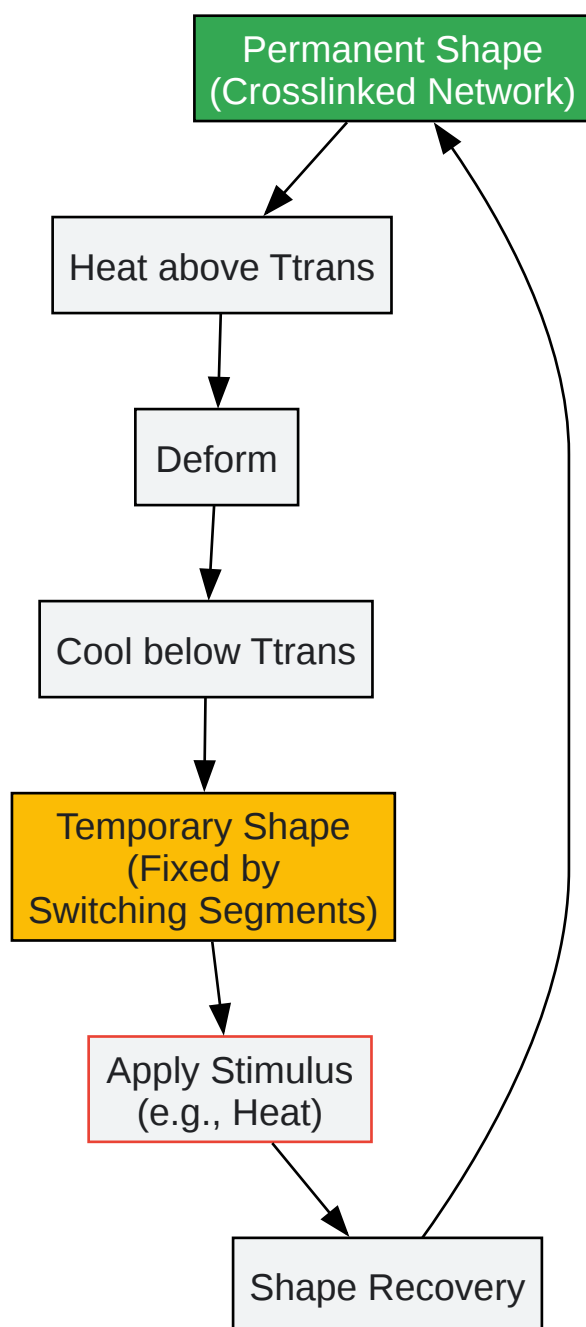 Permanent Shape
(Crosslinked Network)
Heat above Ttrans
Deform
Cool below Ttrans
Temporary Shape
(Fixed by
Switching Segments)
Apply Stimulus
(e.g., Heat)
Shape Recovery